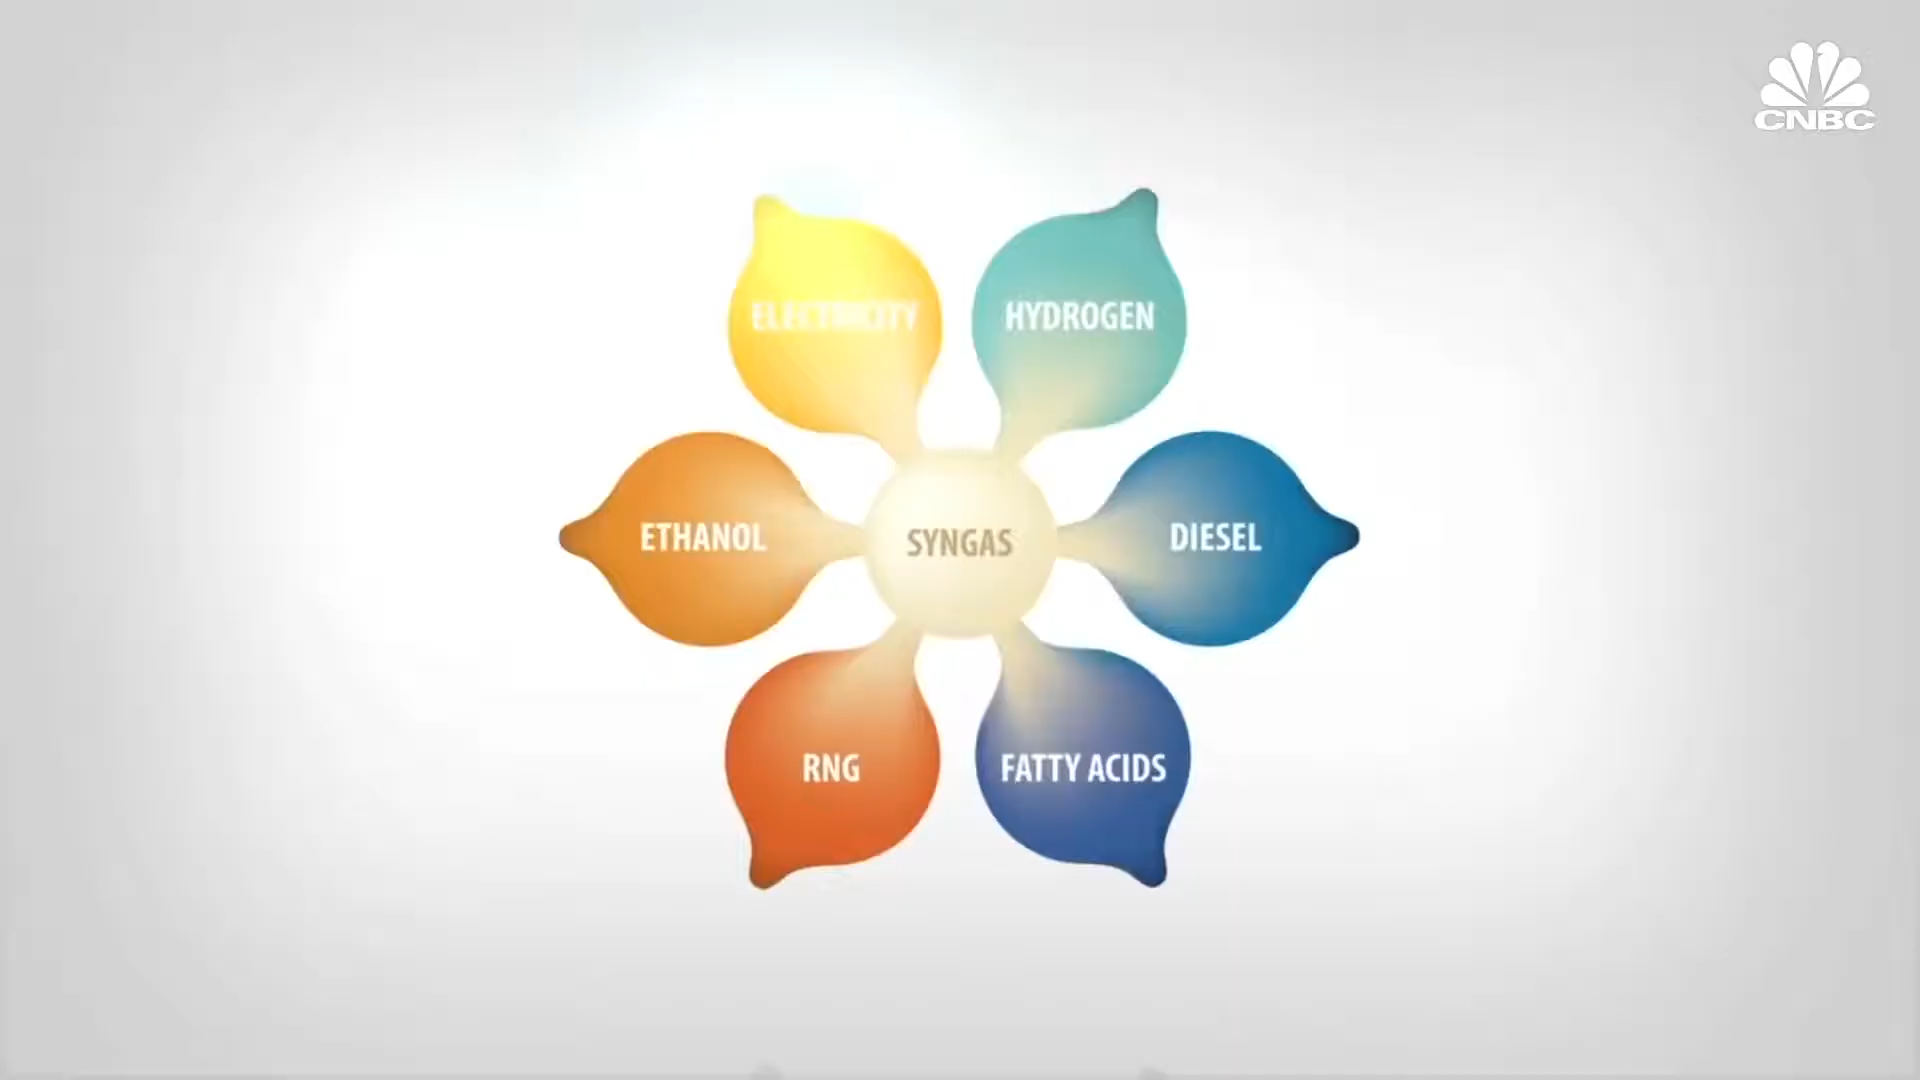 CNBC
ELECTRICITY
HYDROGEN
ETHANOL
SYNGAS
DIESEL
RNG
FATTY ACIDS